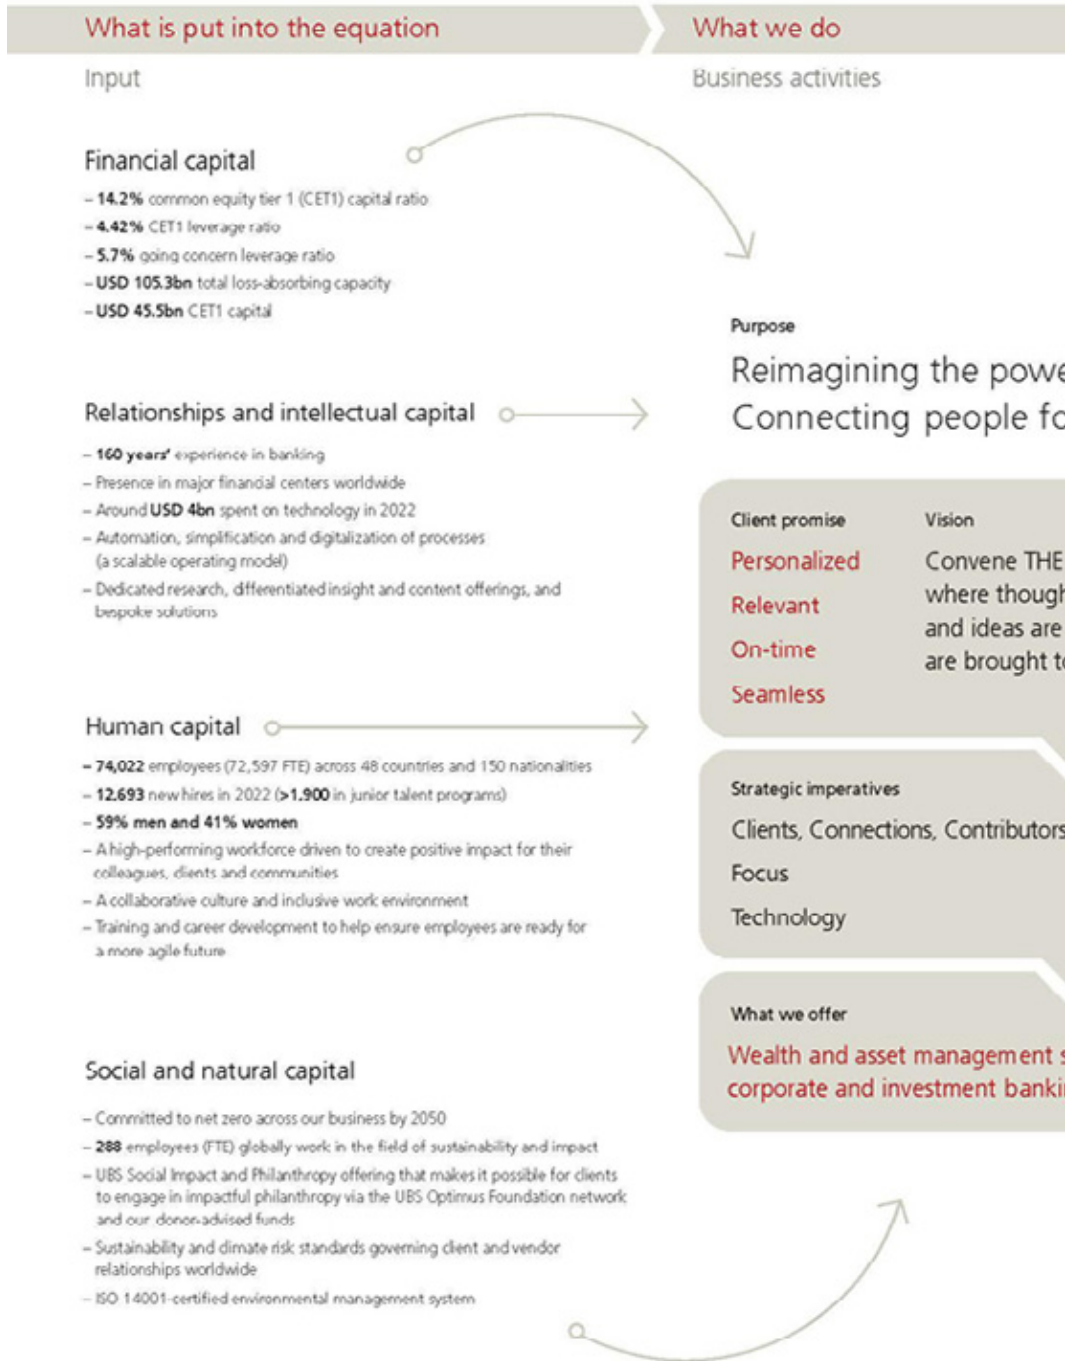 What is put into the equation
What we do
Input
Business activities
Financial capital
– 14.2% common equity tier 1 (CET1) capital ratio
– 4.42% CET1 leverage ratio
– 5.7% going concern leverage ratio
– USD 105.3bn total loss-absorbing capacity
– USD 45.5bn CET1 capital
Relationships and intellectual capital
– 160 years' experience in banking
– Presence in major financial centers worldwide
– Around USD 4bn spent on technology in 2022
– Automation, simplification and digitalization of processes
(a scalable operating model)
– Dedicated research, differentiated insight and content offerings, and
bespoke solutions
Human capital
– 74,022 employees (72,597 FTE) across 48 countries and 150 nationalities
– 12.693 new hires in 2022 (>1.900 in junior talent programs)
– 59% men and 41% women
– A high-performing workforce driven to create positive impact for their
colleagues, clients and communities
– A collaborative culture and inclusive work environment
– Training and career development to help ensure employees are ready for
a more agile future
Social and natural capital
– Committed to net zero across our business by 2050
– 288 employees (FTE) globally work in the field of sustainability and impact
– UBS Social Impact and Philanthropy offering that makes it possible for clients
to engage in impactful philanthropy via the UBS Optimus Foundation network
and our donor-advised funds
– Sustainability and climate risk standards governing client and vendor
relationships worldwide
– ISO 14001-certified environmental management system
Purpose
Reimagining the powe
Connecting people fo
Client promise
Personalized
Relevant
On-time
Seamless
Vision
Convene THE
where though
and ideas are
are brought to
Strategic imperatives
Clients, Connections, Contributors
Focus
Technology
What we offer
Wealth and asset management s
corporate and investment banki